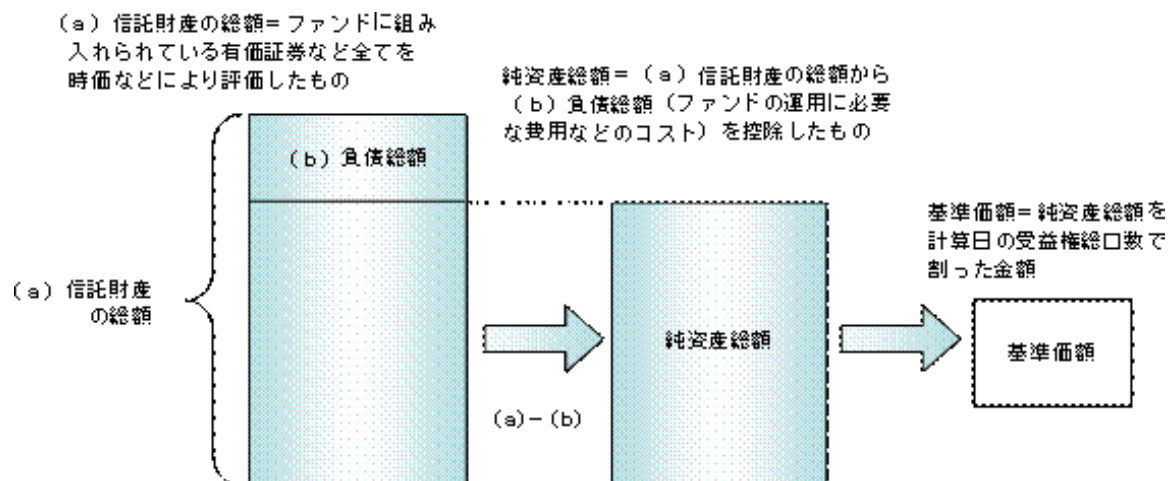 (a) 信託財産の総額=ファンドに組み
入れられている有価証券など全てを
時価などにより評価したもの
純資産総額=(a) 信託財産の総額から
(b) 負債総額(ファンドの運用に必要
な費用などのコスト)を控除したもの
(b) 負債総額
基準価額=純資産総額を
計算日の受益権総口数で
割った金額
(a) 信託財産
の総額
純資産総額
基準価額
(a)-(b)